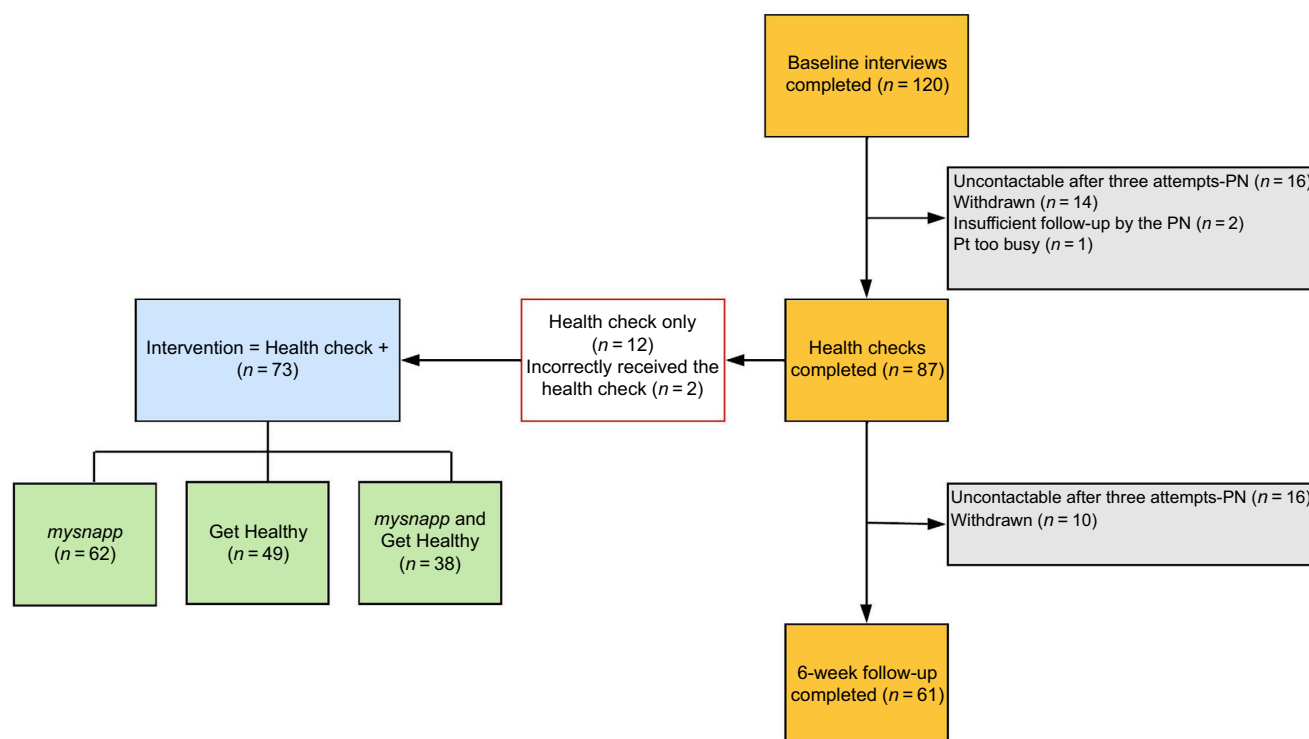 Baseline interviews
completed (n = 120)
Uncontactable after three attempts-PN (n = 16)
Withdrawn (n = 14)
Insufficient follow-up by the PN (n = 2)
Pt too busy (n = 1)
Intervention = Health check +
(n = 73)
Health check only
(n = 12)
Incorrectly received the
health check (n = 2)
Health checks
completed (n = 87)
mysnapp
(n = 62)
Get Healthy
(n = 49)
mysnapp and
Get Healthy
(n = 38)
Uncontactable after three attempts-PN (n = 16)
Withdrawn (n = 10)
6-week follow-up
completed (n = 61)